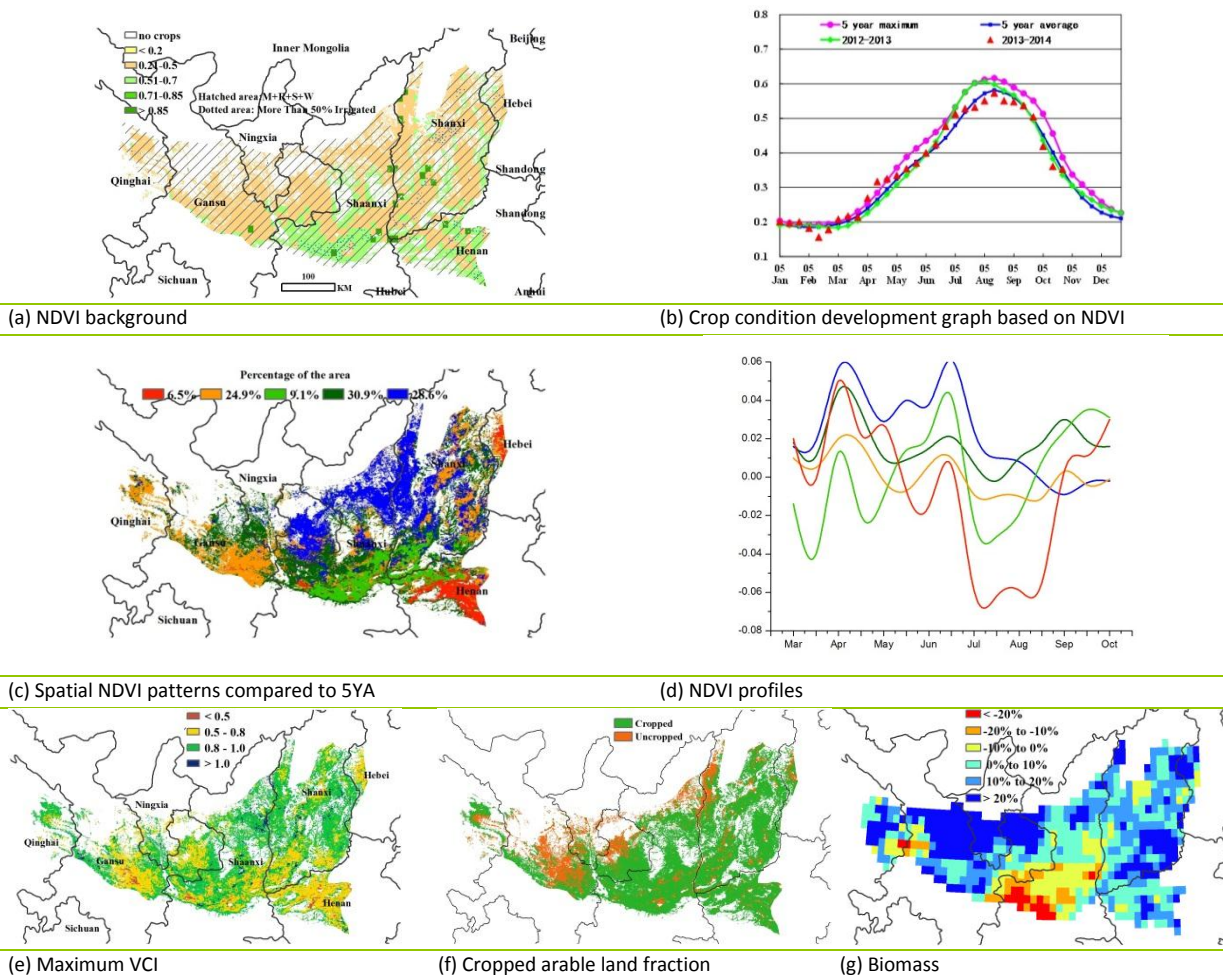 no crops
< 0.2
0.21-0.5
0.51-0.7
0.71-0.85
> 0.85
Hatched area:M+R+S+W
Dotted area: More Than 50% Irrigated
Inner Mongolia
Beijing
Hebei
Shanxi
Ningxia
Shandong
Qinghai
Gansu
Shaanxi
Shandong
Henan
Sichuan
100
KM
Hubei
Anhui
0.8
0.7
0.6
0.5
0.4
0.3
0.2
0.1
5 year maximum
5 year average
2012-2013
2013-2014
05 05 05 05 05 05 05 05 05 05 05 05
Jan Feb Mar Apr May Jun Jul Aug Sep Oct Nov Dec
(a) NDVI background
(b) Crop condition development graph based on NDVI
Percentage of the area
6.5% 24.9% 9.1% 30.9% 28.6%
Hebei
Shanxi
Ningxia
Qinghai
Gansu
Shaanxi
Henan
Sichuan
0.06
0.04
0.02
0.00
-0.02
-0.04
-0.06
-0.08
Mar Apr May Jun Jul Aug Sep Oct
(c) Spatial NDVI patterns compared to 5YA
(d) NDVI profiles
< 0.5
0.5 - 0.8
0.8 - 1.0
> 1.0
Hebei
Shanxi
Ningxia
Qinghai
Gansu
Shaanxi
Henan
Sichuan
Cropped
Uncropped
< -20%
-20% to -10%
-10% to 0%
0% to 10%
10% to 20%
> 20%
(e) Maximum VCI
(f) Cropped arable land fraction
(g) Biomass